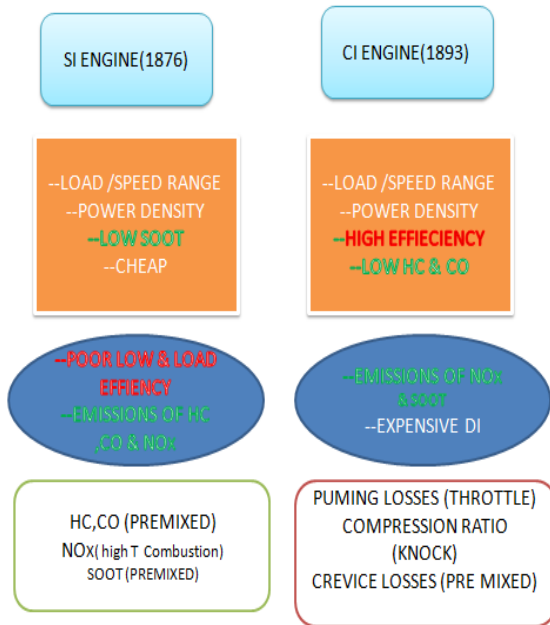 SI ENGINE(1876)
--LOAD /SPEED RANGE
--POWER DENSITY
--LOW SOOT
--CHEAP
--POOR LOW & LOAD
EFFIENCY
--EMISSIONS OF HC
,CO & NOx
HC,CO (PREMIXED)
NOx( high T Combustion)
SOOT (PREMIXED)
CI ENGINE(1893)
--LOAD /SPEED RANGE
--POWER DENSITY
--HIGH EFFIECIENCY
--LOW HC & CO
--EMISSIONS OF NOx
& SOOT
--EXPENSIVE DI
PUMING LOSSES (THROTTLE)
COMPRESSION RATIO
(KNOCK)
CREVICE LOSSES (PRE MIXED)